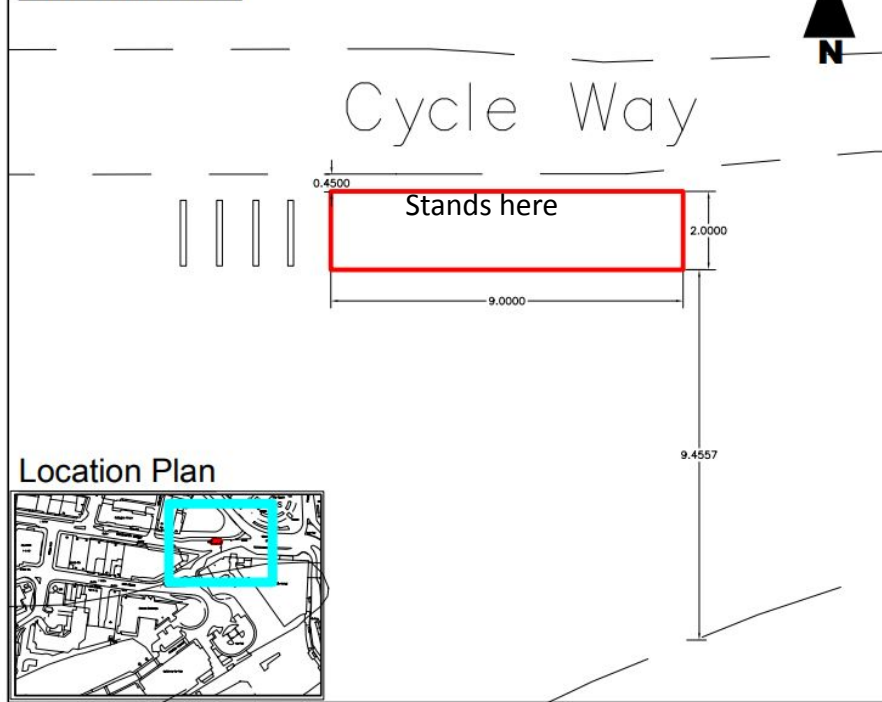 N
Cycle Way
0.4500
Stands here
2.0000
9.0000
9.4557
Location Plan